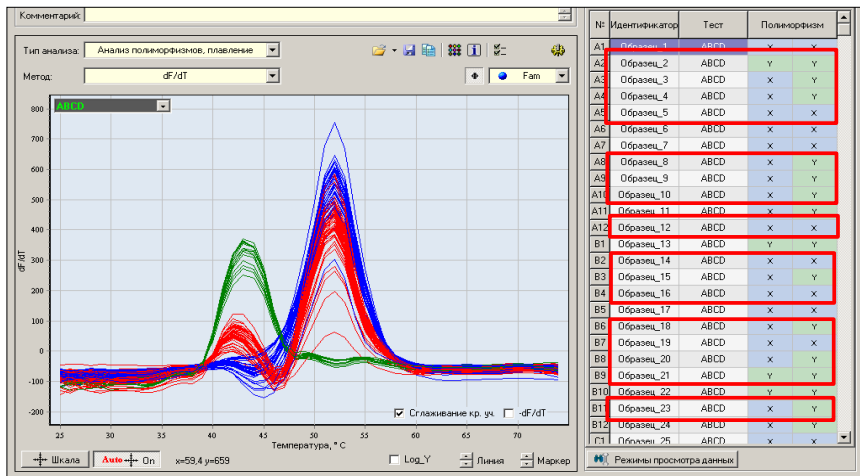 Комментарий:
Тип анализа: Анализ полиморфизмов, плавление
Метод: dF/dT
Fam
ABCD
dF/dT
800
700
600
500
400
300
200
100
0
-100
-200
25 30 35 40 45 50 55 60 65 70
Температура, ° C
Сглаживание кр. уч. -dF/dT
Шкала Auto On x=59,4 y=659 Log_Y Линия Маркер
№ Идентификатор Тест Полиморфизм
A1 Образец_1 ABCD X X
A2 Образец_2 ABCD Y Y
A3 Образец_3 ABCD X Y
A4 Образец_4 ABCD X Y
A5 Образец_5 ABCD X X
A6 Образец_6 ABCD X X
A7 Образец_7 ABCD X X
A8 Образец_8 ABCD X Y
A9 Образец_9 ABCD X Y
A10 Образец_10 ABCD X Y
A11 Образец_11 ABCD X Y
A12 Образец_12 ABCD X X
B1 Образец_13 ABCD Y Y
B2 Образец_14 ABCD X X
B3 Образец_15 ABCD X Y
B4 Образец_16 ABCD X X
B5 Образец_17 ABCD X X
B6 Образец_18 ABCD X Y
B7 Образец_19 ABCD X X
B8 Образец_20 ABCD X Y
B9 Образец_21 ABCD Y Y
B10 Образец_22 ABCD Y Y
B11 Образец_23 ABCD X Y
B12 Образец_24 ABCD X Y
C1 Образец_25 ABCD X X
Режимы просмотра данных